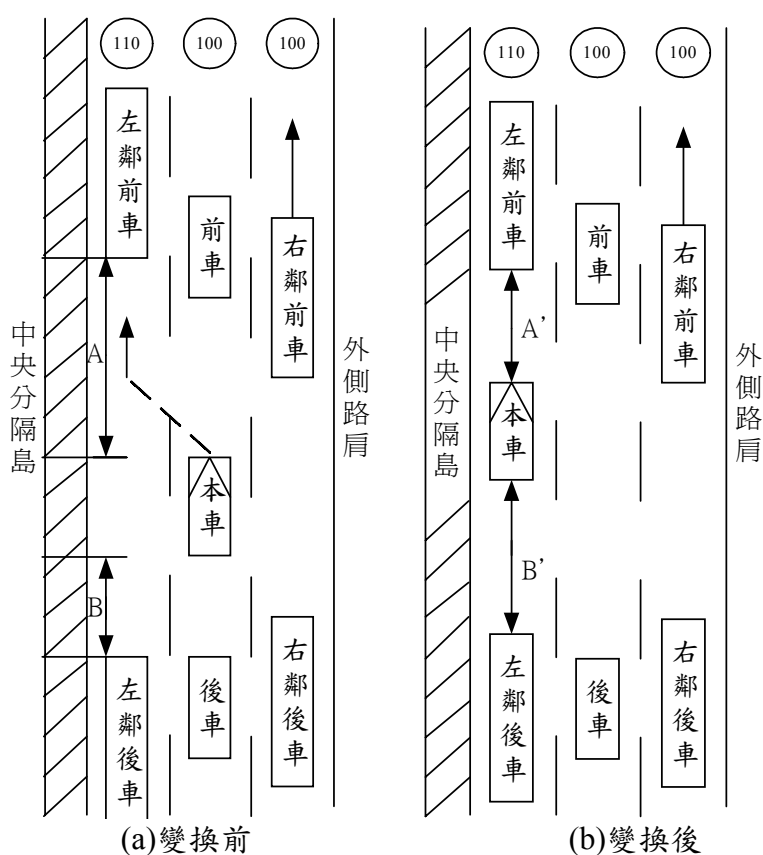 110 100 100
左鄰前車
前車
右鄰前車
中央分隔島
A
外側路肩
本車
B
左鄰後車
後車
右鄰後車
(a)變換前
110 100 100
左鄰前車
前車
右鄰前車
中央分隔島
A’
外側路肩
本車
B’
左鄰後車
後車
右鄰後車
(b)變換後